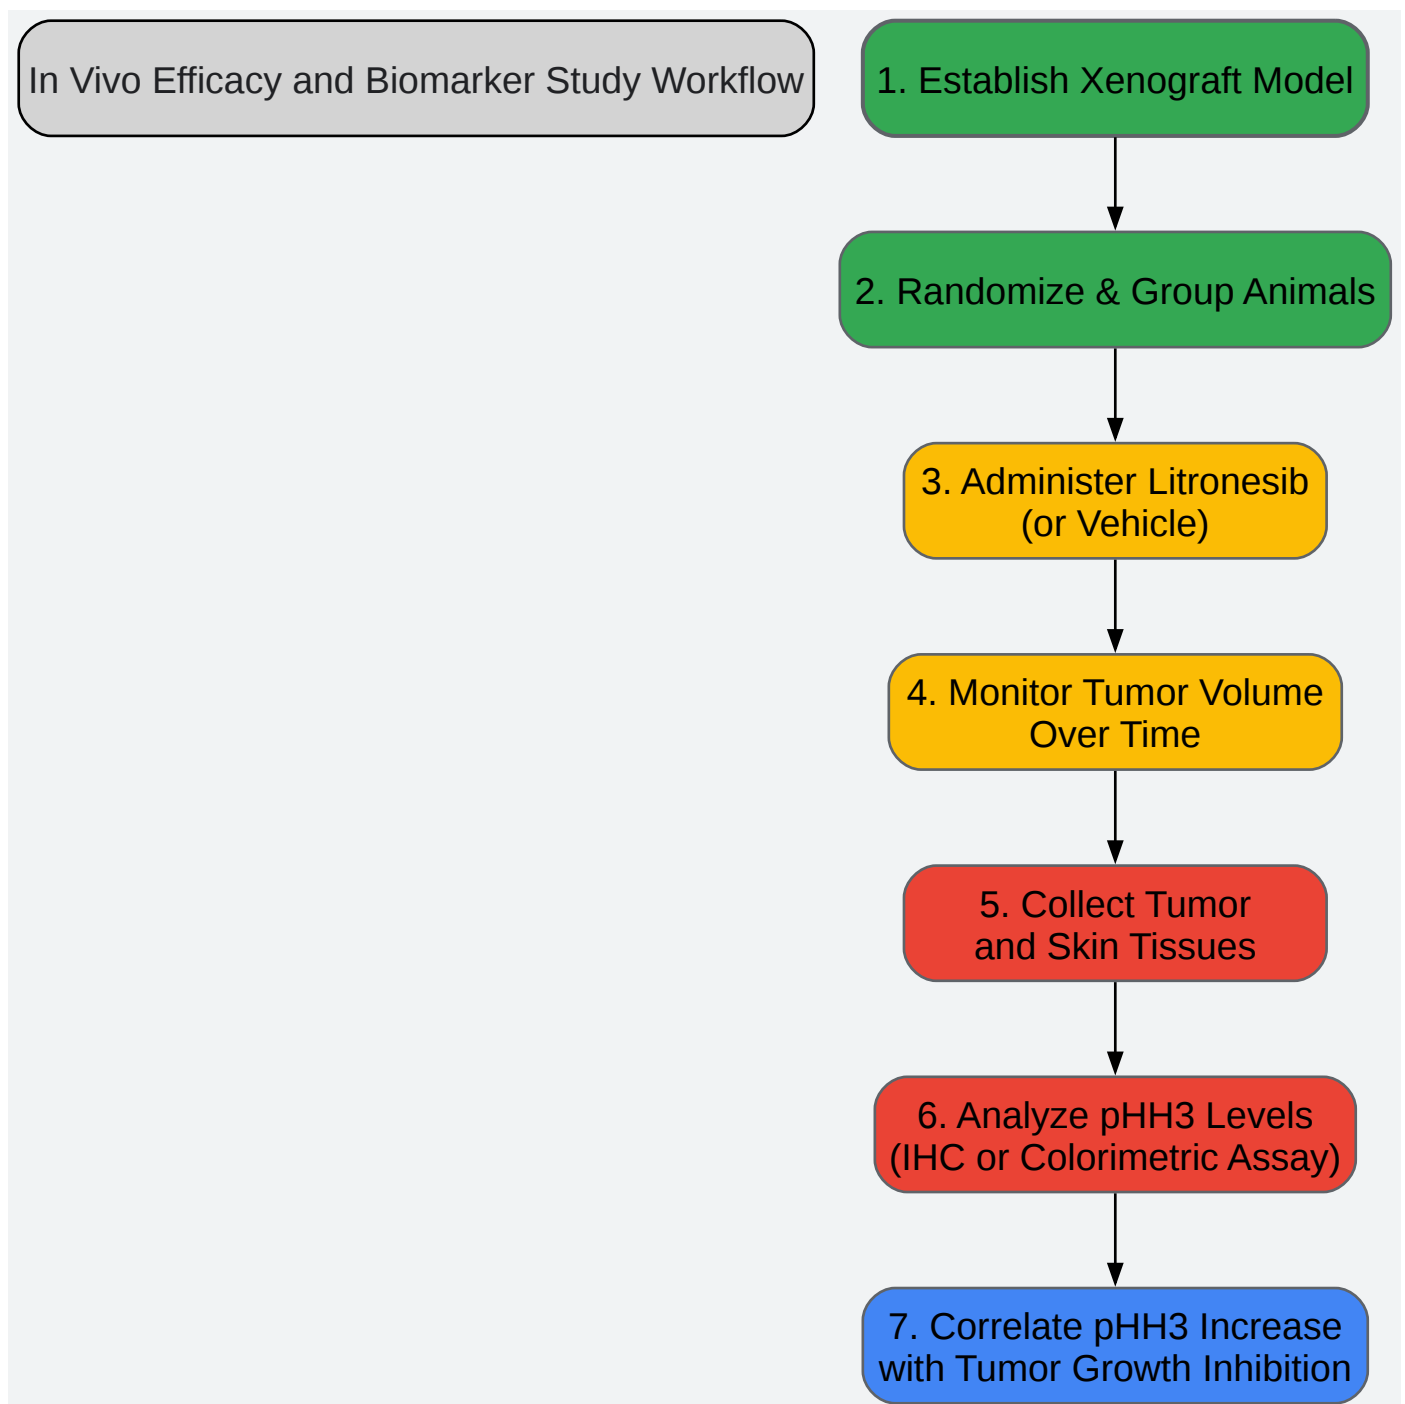 In Vivo Efficacy and Biomarker Study Workflow
1. Establish Xenograft Model
2. Randomize & Group Animals
3. Administer Litronesib
(or Vehicle)
4. Monitor Tumor Volume
Over Time
5. Collect Tumor
and Skin Tissues
6. Analyze pHH3 Levels
(IHC or Colorimetric Assay)
7. Correlate pHH3 Increase
with Tumor Growth Inhibition